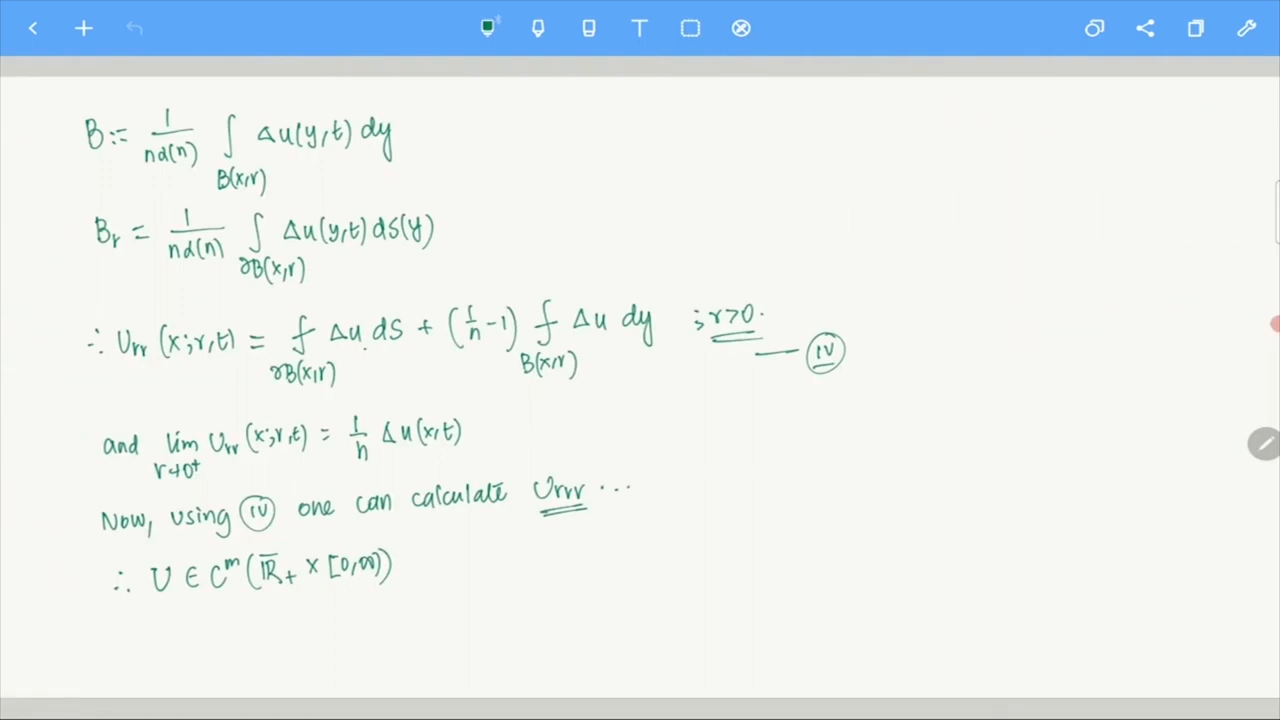 B := 1/nα(n) ∫_{B(x,r)} Δu(y,t) dy
B_r = 1/nα(n) ∫_{∂B(x,r)} Δu(y,t) dS(y)
∴ U_rr (x;r,t) = ⨍_{∂B(x,r)} Δu dS + (1/n - 1) ⨍_{B(x,r)} Δu dy ; r>0. — (IV)
and lim_{r→0⁺} U_rr (x;r,t) = 1/n Δu(x,t)
Now, using (IV) one can calculate U_rrr ...
∴ U ∈ C^m (ℝ̄_+ × [0,∞))